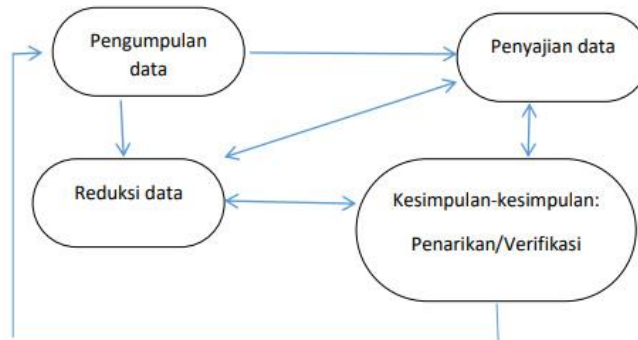 Pengumpulan
data
Penyajian data
Reduksi data
Kesimpulan-kesimpulan:
Penarikan/Verifikasi